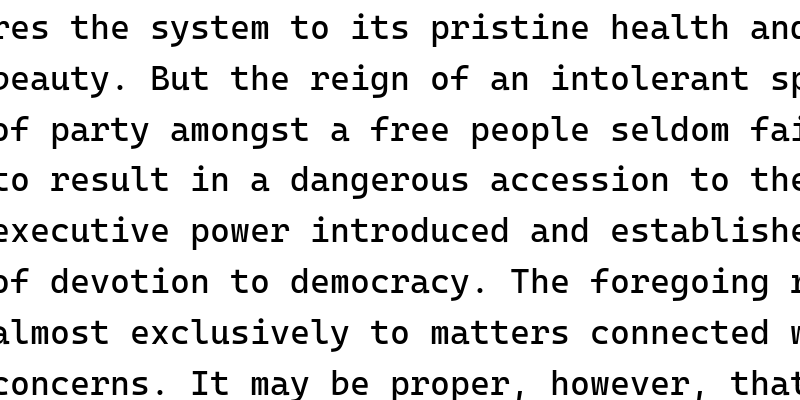 res the system to its pristine health and
beauty. But the reign of an intolerant sp
of party amongst a free people seldom fai
to result in a dangerous accession to the
executive power introduced and establishe
of devotion to democracy. The foregoing r
almost exclusively to matters connected w
concerns. It may be proper, however, that